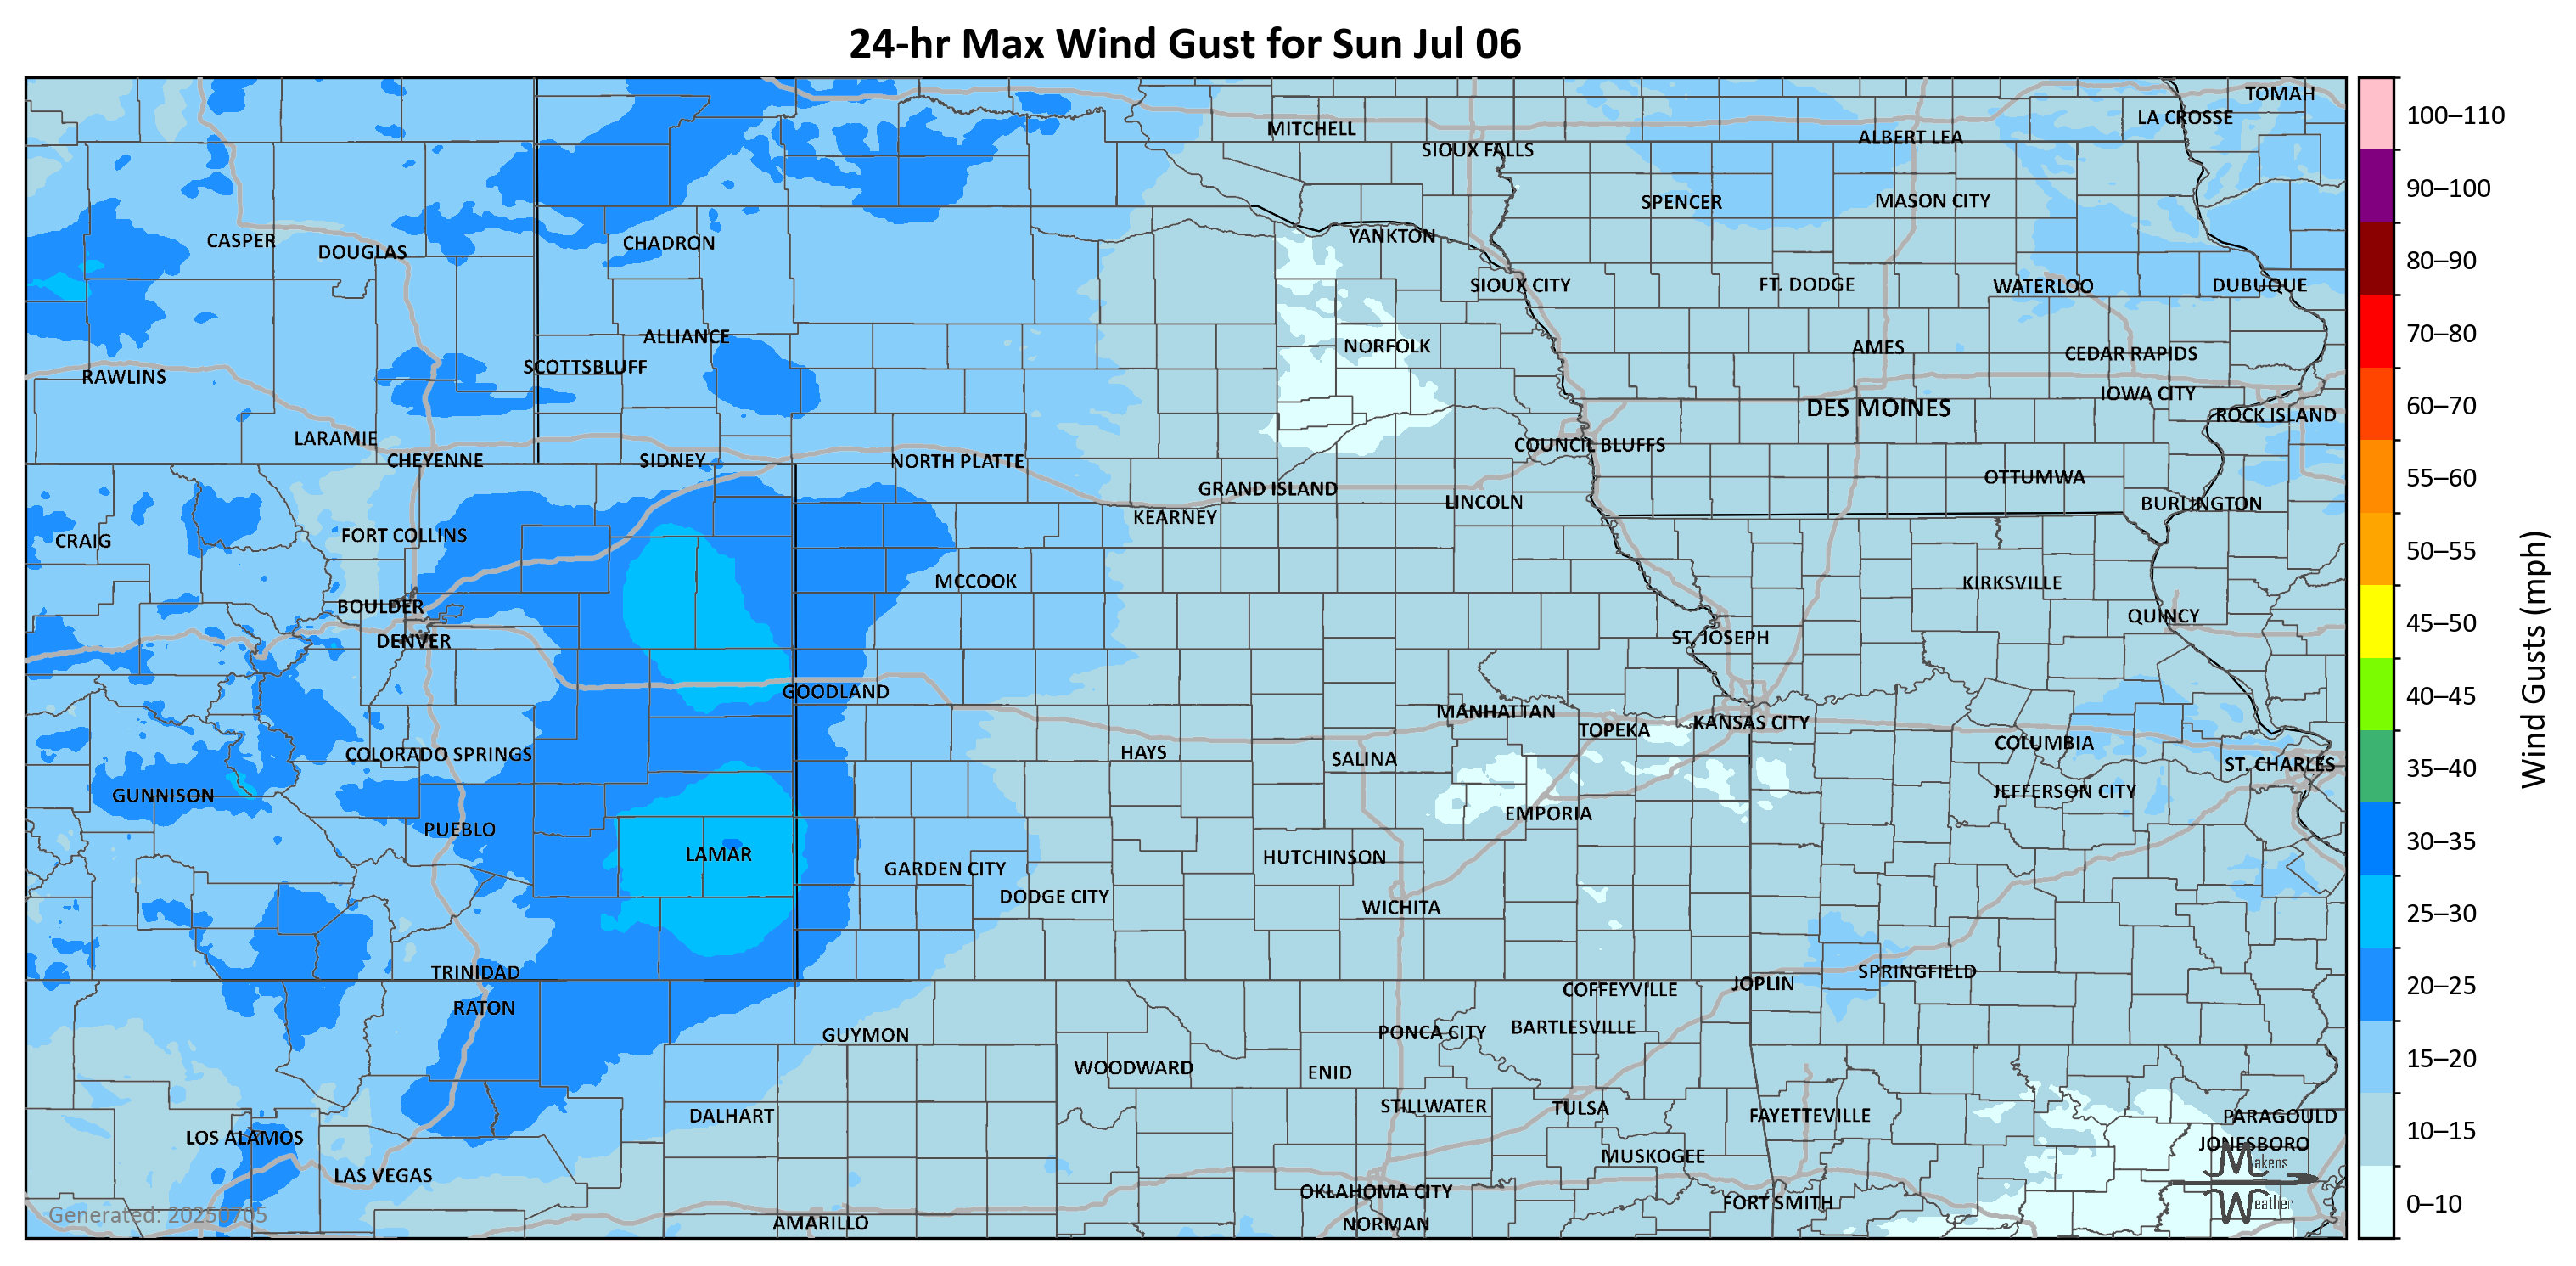 24-hr Max Wind Gust for Sun Jul 06
TOMAH
LA CROSSE
MITCHELL
ALBERT LEA
SIOUX FALLS
SPENCER
MASON CITY
CASPER
DOUGLAS
CHADRON
YANKTON
SIOUX CITY
FT. DODGE
WATERLOO
DUBUQUE
ALLIANCE
NORFOLK
AMES
CEDAR RAPIDS
RAWLINS
SCOTTSBLUFF
IOWA CITY
DES MOINES
ROCK ISLAND
LARAMIE
COUNCIL BLUFFS
CHEYENNE
SIDNEY
NORTH PLATTE
OTTUMWA
GRAND ISLAND
LINCOLN
BURLINGTON
KEARNEY
CRAIG
FORT COLLINS
MCCOOK
KIRKSVILLE
BOULDER
QUINCY
DENVER
ST. JOSEPH
GOODLAND
MANHATTAN
TOPEKA
KANSAS CITY
COLUMBIA
COLORADO SPRINGS
HAYS
SALINA
ST. CHARLES
GUNNISON
JEFFERSON CITY
EMPORIA
PUEBLO
LAMAR
HUTCHINSON
GARDEN CITY
DODGE CITY
WICHITA
TRINIDAD
SPRINGFIELD
JOPLIN
COFFEYVILLE
RATON
GUYMON
PONCA CITY
BARTLESVILLE
WOODWARD
ENID
DALHART
STILLWATER
TULSA
FAYETTEVILLE
PARAGOULD
LOS ALAMOS
JONESBORO
LAS VEGAS
MUSKOGEE
OKLAHOMA CITY
FORT SMITH
AMARILLO
NORMAN
Makens
Weather
Generated: 20250705
100–110
90–100
80–90
70–80
60–70
55–60
50–55
45–50
40–45
35–40
30–35
25–30
20–25
15–20
10–15
0–10
Wind Gusts (mph)